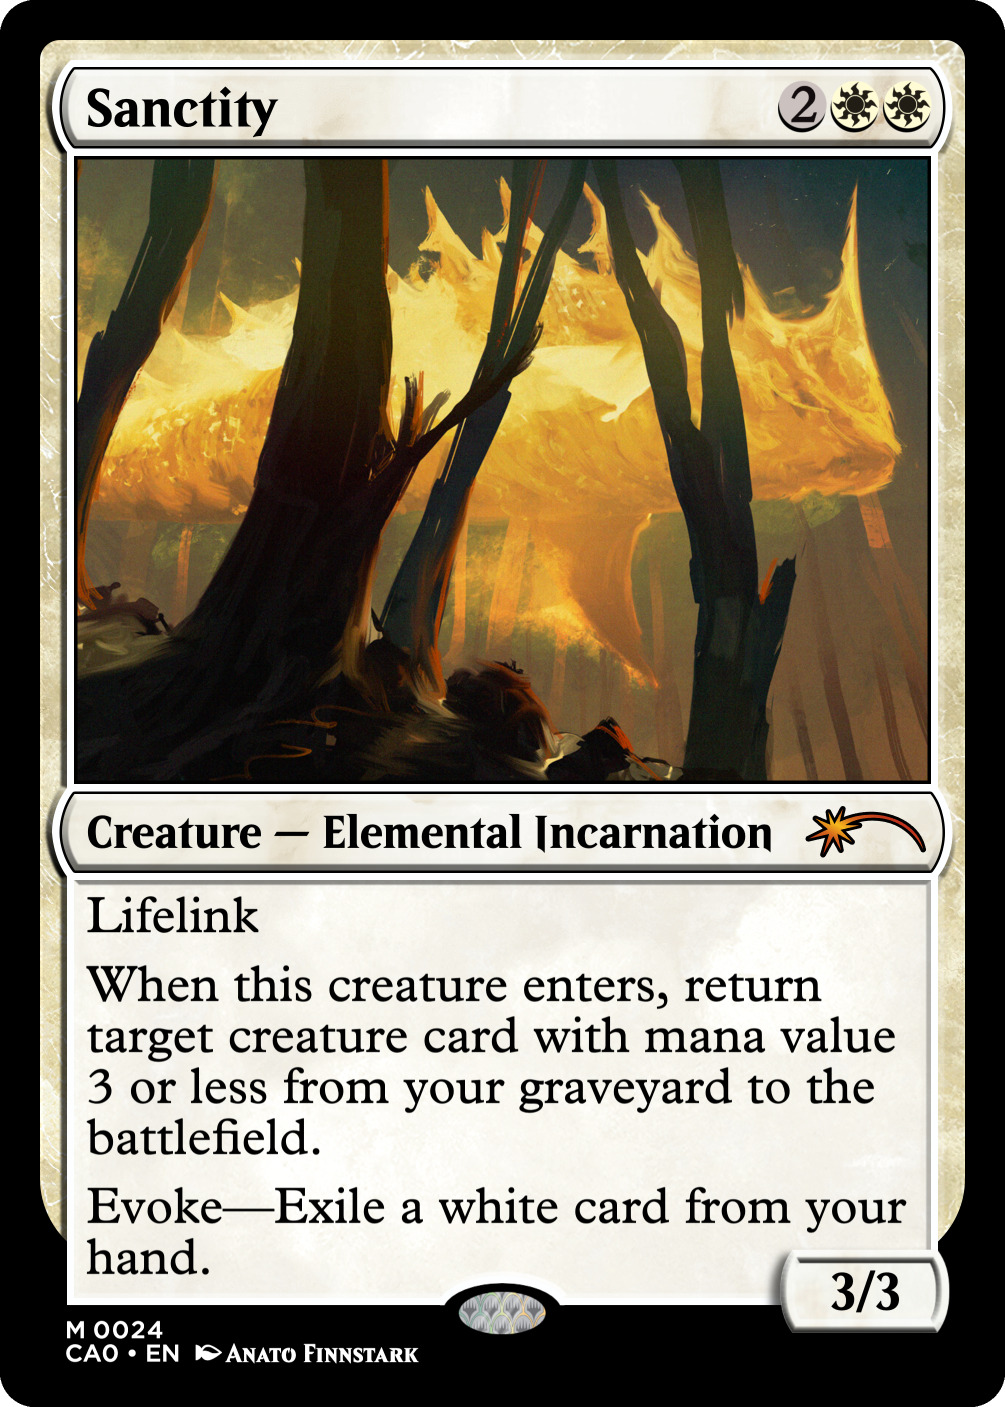 Sanctity 2
Creature — Elemental Incarnation
Lifelink
When this creature enters, return
target creature card with mana value
3 or less from your graveyard to the
battlefield.
Evoke—Exile a white card from your
hand.
3/3
M 0024
CAO • EN Anato Finnstark